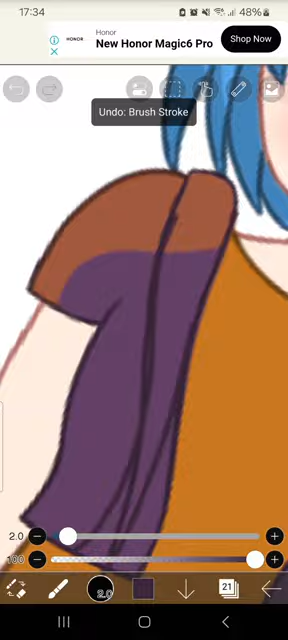 17:34
48%
HONOR
Honor
New Honor Magic6 Pro
Shop Now
Undo: Brush Stroke
2.0
100
2.0
21